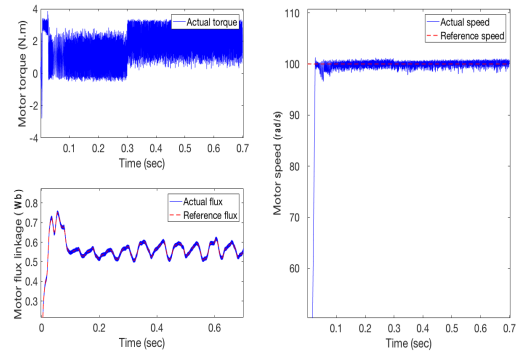 4
2
0
-2
-4
Motor torque (N.m)
Actual torque
0.1 0.2 0.3 0.4 0.5 0.6 0.7
Time (sec)
0.8
0.7
0.6
0.5
0.4
0.3
Motor flux linkage ( Wb)
Actual flux
Reference flux
0 0.2 0.4 0.6
Time (sec)
110
100
90
80
70
60
Motor speed (rad/s)
Actual speed
Reference speed
0.1 0.2 0.3 0.4 0.5 0.6 0.7
Time (sec)